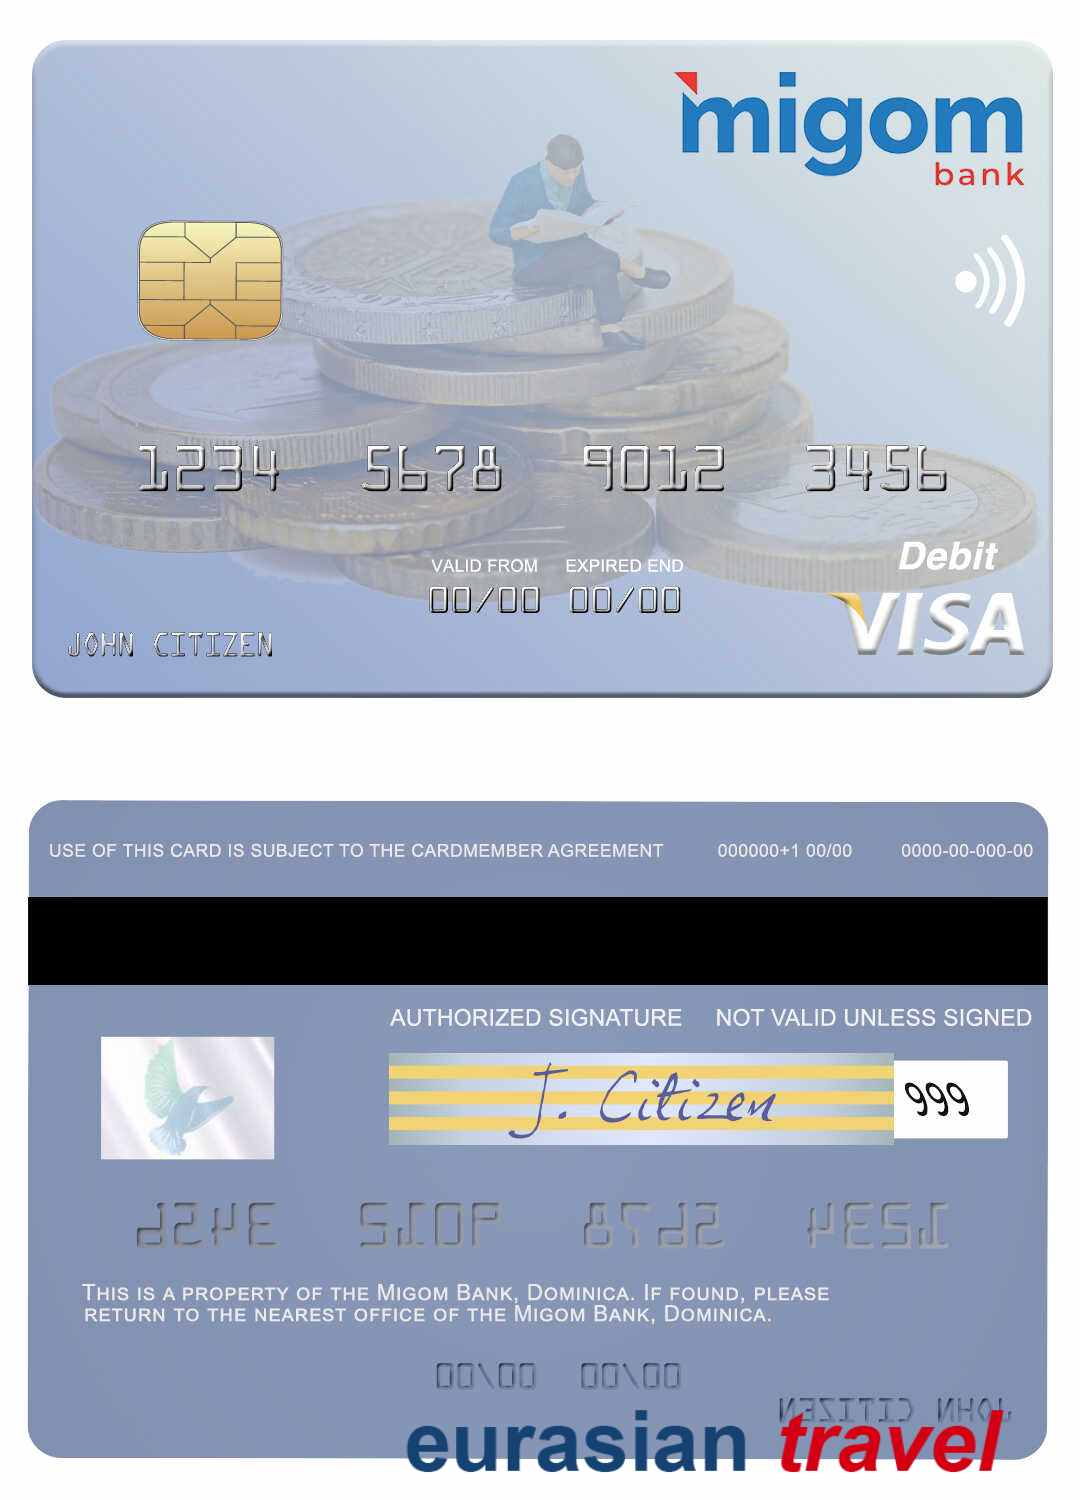 migom
bank
1234 5678 9012 3456
Debit
VALID FROM EXPIRED END
00/00 00/00
VISA
JOHN CITIZEN
USE OF THIS CARD IS SUBJECT TO THE CARDMEMBER AGREEMENT 000000+1 00/00 0000-00-000-00
AUTHORIZED SIGNATURE NOT VALID UNLESS SIGNED
J. Citizen 999
1234 5678 9012 3456
THIS IS A PROPERTY OF THE MIGOM BANK, DOMINICA. IF FOUND, PLEASE
RETURN TO THE NEAREST OFFICE OF THE MIGOM BANK, DOMINICA.
00/00 00/00
JOHN CITIZEN
eurasian travel